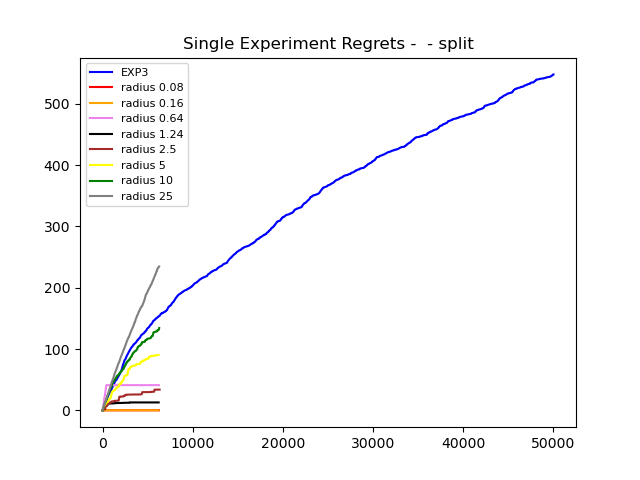 Single Experiment Regrets -  - split
EXP3
radius 0.08
radius 0.16
radius 0.64
radius 1.24
radius 2.5
radius 5
radius 10
radius 25
500
400
300
200
100
0
0 10000 20000 30000 40000 50000